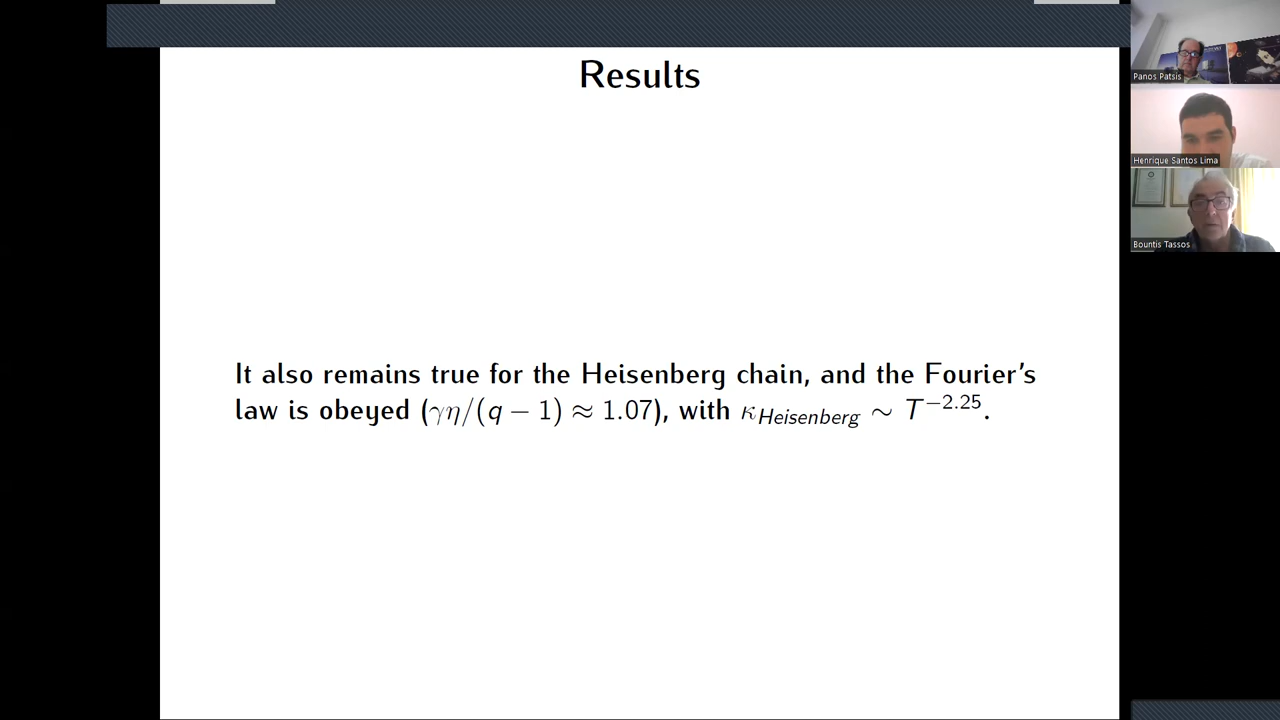 Results
It also remains true for the Heisenberg chain, and the Fourier's
law is obeyed (γη/(q − 1) ≈ 1.07), with κ_Heisenberg ∼ T^−2.25.
Panos Patsis
Henrique Santos Lima
Bountis Tassos